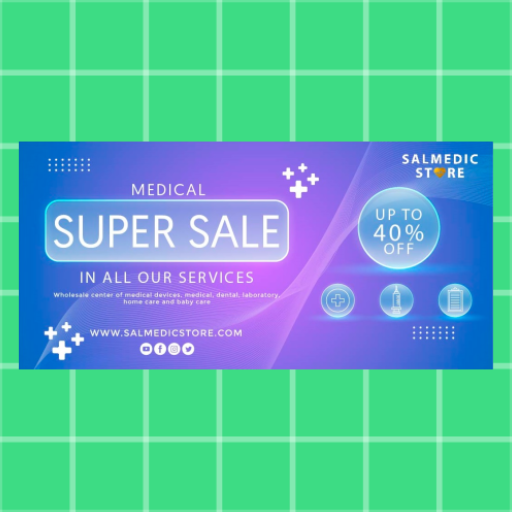 SALMEDIC
STORE
MEDICAL
SUPER SALE
IN ALL OUR SERVICES
Wholesale center of medical devices, medical, dental, laboratory,
home care and baby care
WWW.SALMEDICSTORE.COM
UP TO
40%
OFF